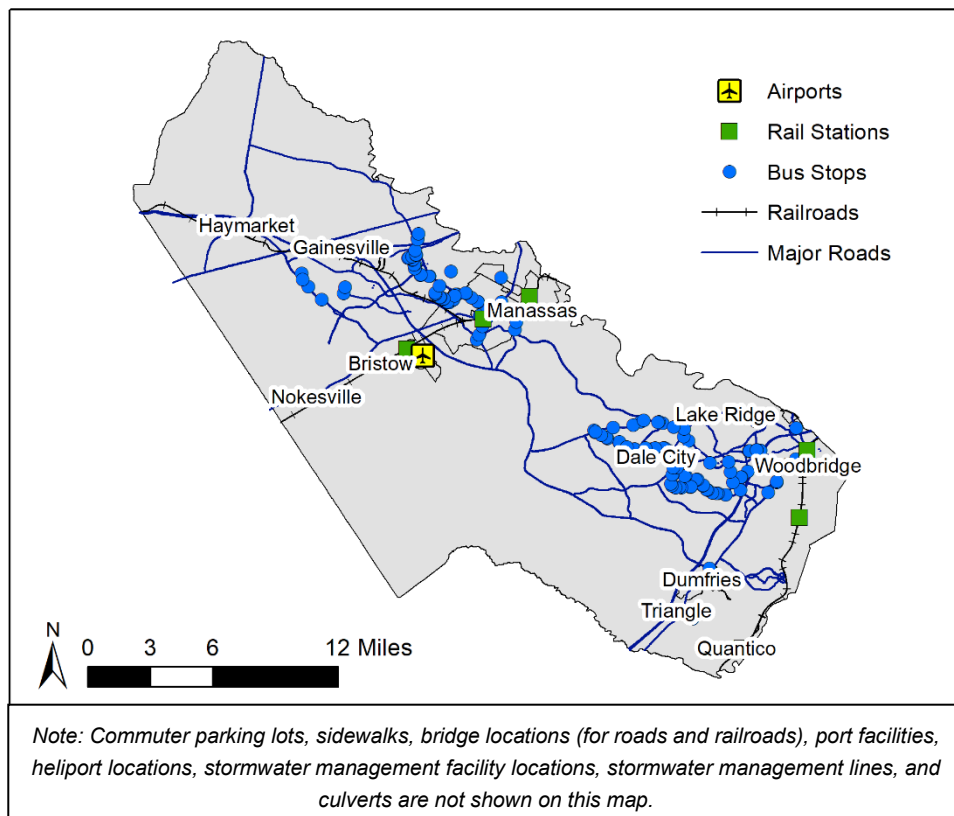 Airports
Rail Stations
Bus Stops
Railroads
Major Roads
Haymarket
Gainesville
Manassas
Bristow
Nokesville
Lake Ridge
Dale City
Woodbridge
Dumfries
Triangle
Quantico
N
0 3 6 12 Miles
Note: Commuter parking lots, sidewalks, bridge locations (for roads and railroads), port facilities,
heliport locations, stormwater management facility locations, stormwater management lines, and
culverts are not shown on this map.